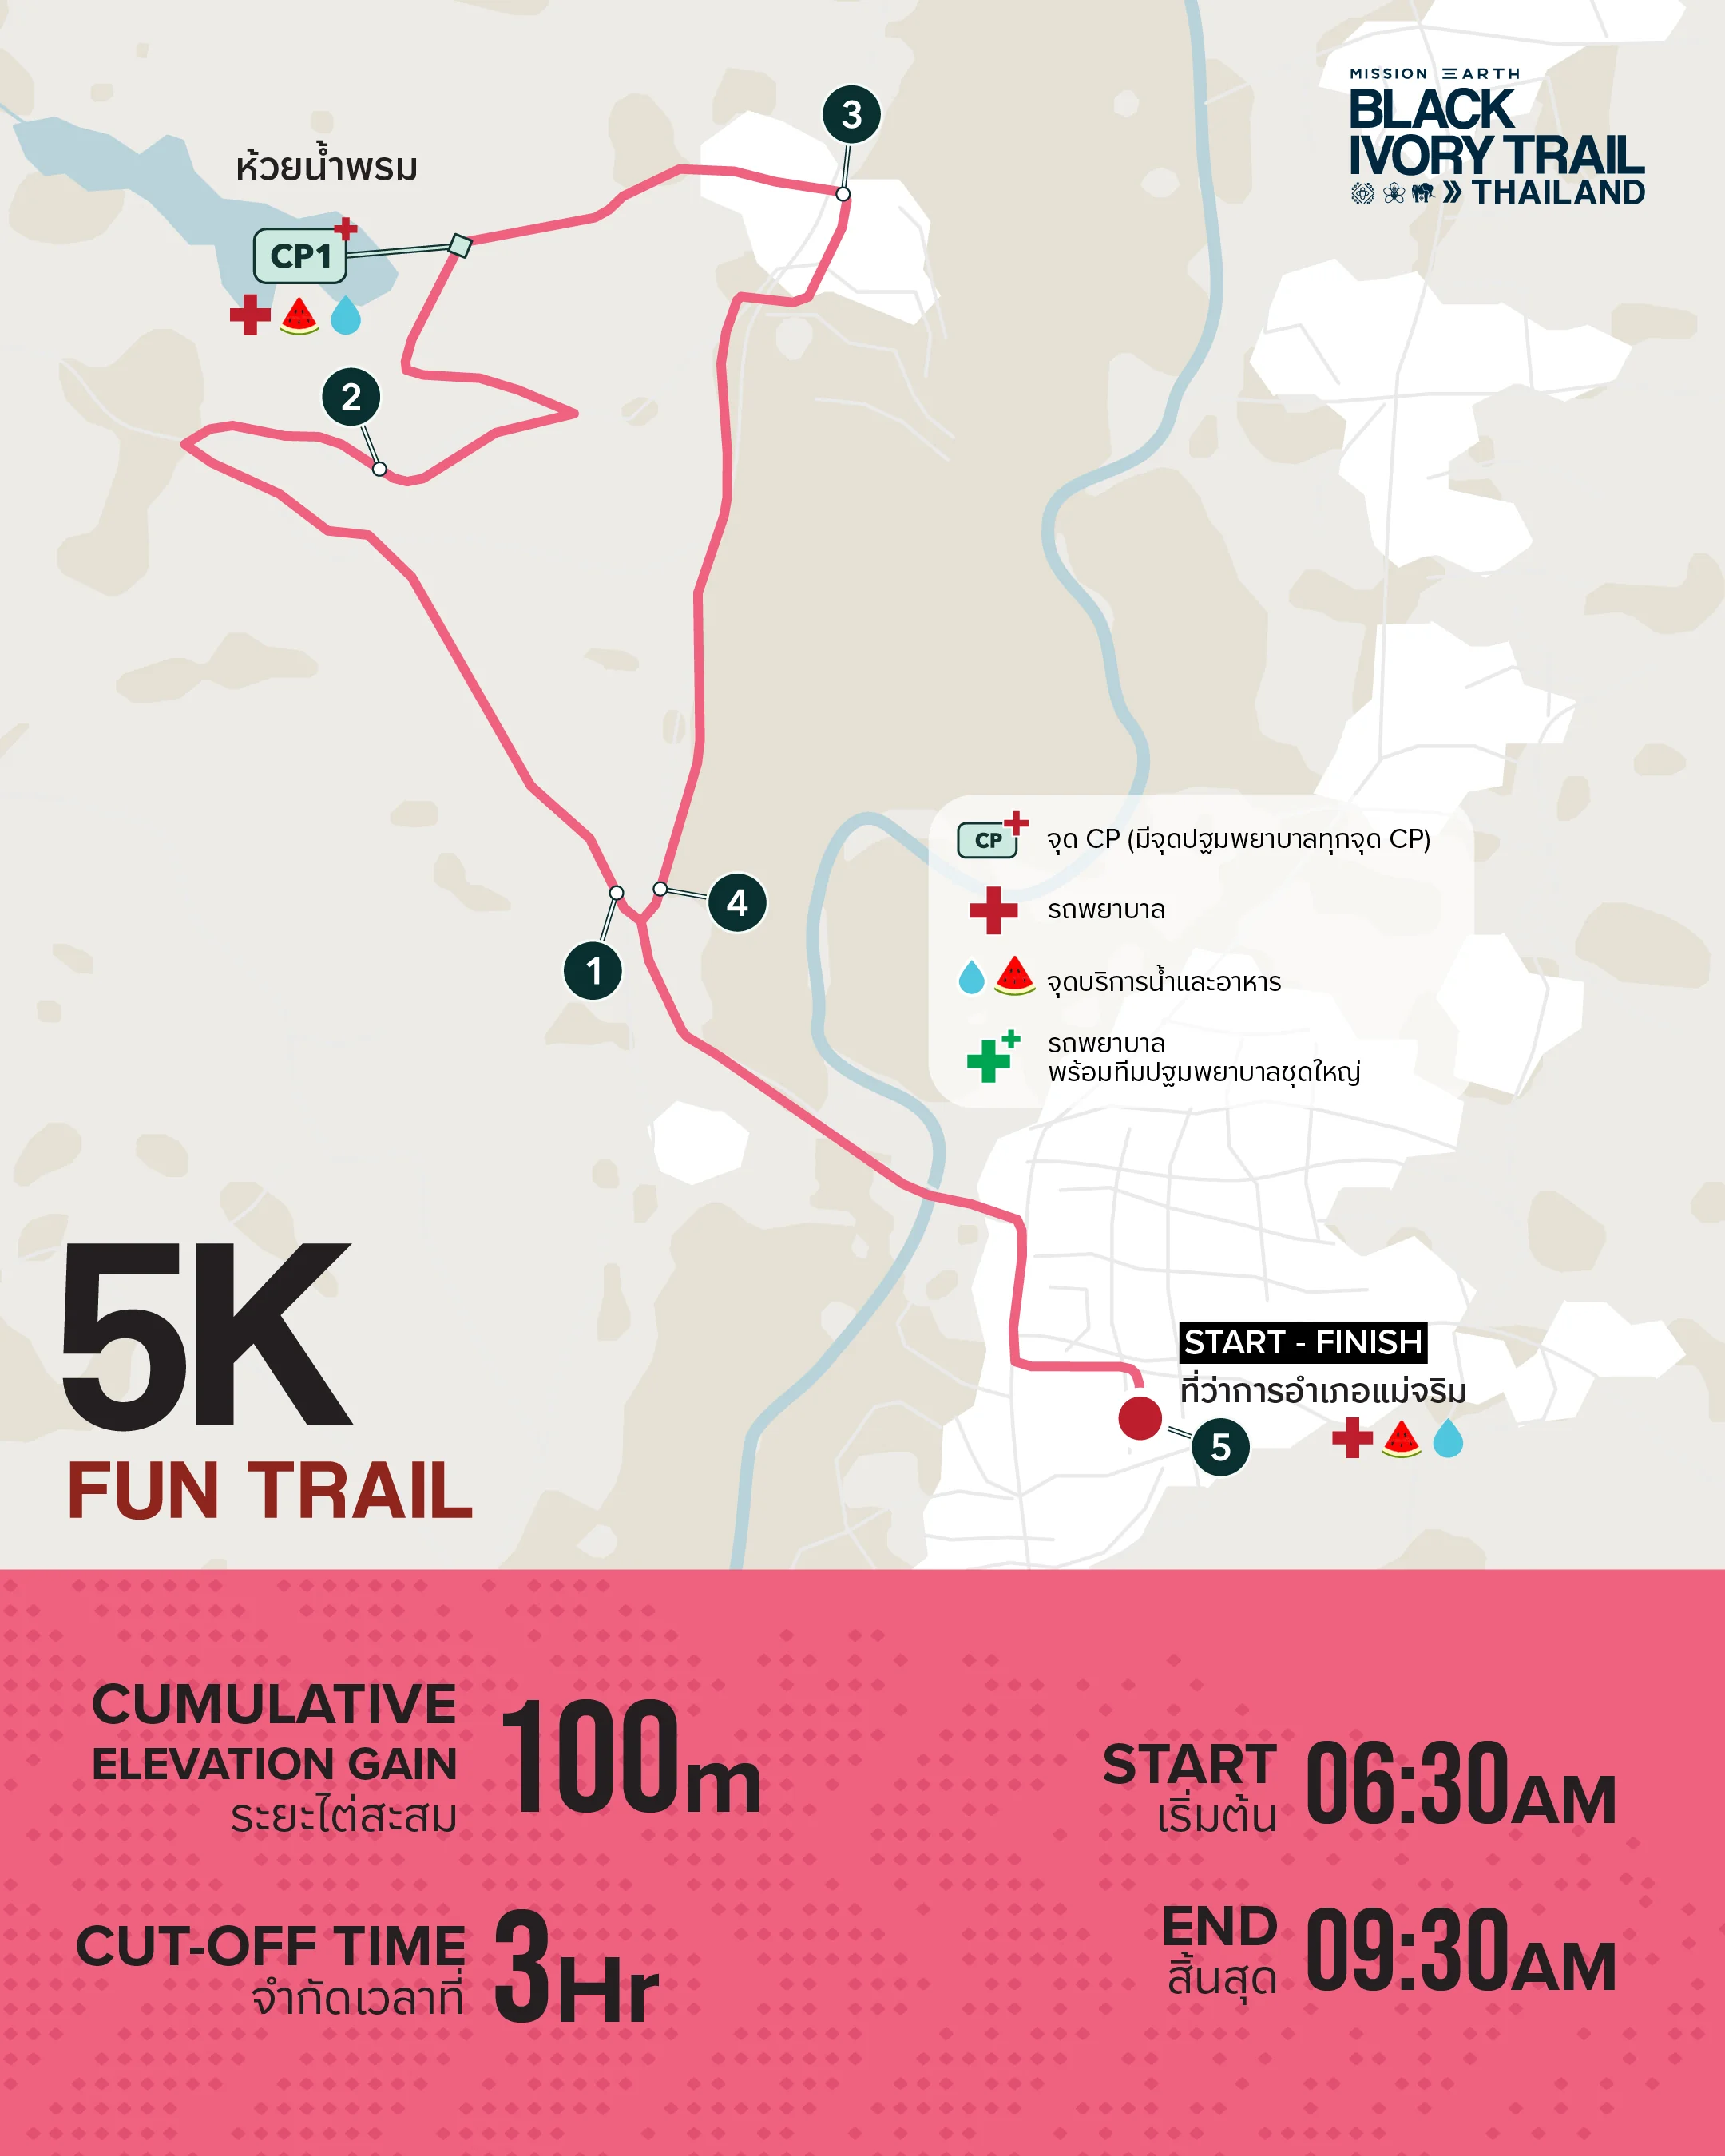 MISSION EARTH
BLACK
IVORY TRAIL
THAILAND
3
ห้วยน้ำพรม
CP1
2
CP
จุด CP (มีจุดปฐมพยาบาลทุกจุด CP)
รถพยาบาล
จุดบริการน้ำและอาหาร
รถพยาบาล
พร้อมทีมปฐมพยาบาลชุดใหญ่
4
1
START - FINISH
ที่ว่าการอำเภอแม่จริม
5
5K
FUN TRAIL
CUMULATIVE
ELEVATION GAIN
ระยะไต่สะสม
100m
START
เริ่มต้น
06:30AM
CUT-OFF TIME
จำกัดเวลาที่
3Hr
END
สิ้นสุด
09:30AM